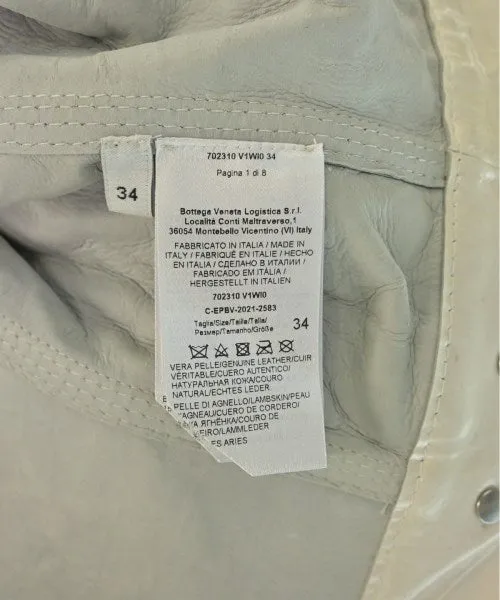 34
702310 V1WI0 34
Pagina 1 di 8
Bottega Veneta Logistica S.r.l.
Località Conti Maltraverso,1
36054 Montebello Vicentino (VI) Italy
FABBRICATO IN ITALIA / MADE IN
ITALY / FABRIQUÉ EN ITALIE / HECHO
EN ITALIA / СДЕЛАНО В ИТАЛИИ /
FABRICADO EM ITÁLIA /
HERGESTELLT IN ITALIEN
702310 V1WI0
C-EPBV-2021-2583
Taglia/Size/Taille/Talla/
Размер/Tamanho/Größe 34
VERA PELLE/GENUINE LEATHER/CUIR
VÉRITABLE/CUERO AUTENTICO/
НАТУРАЛЬНАЯ КОЖА/COURO
NATURAL/ECHTES LEDER
PELLE DI AGNELLO/LAMBSKIN/PEAU
AGNEAU/CUERO DE CORDERO/
ЯГНЁНКА/COURO DE
EIRO/LAMMLEDER
ES ARIES